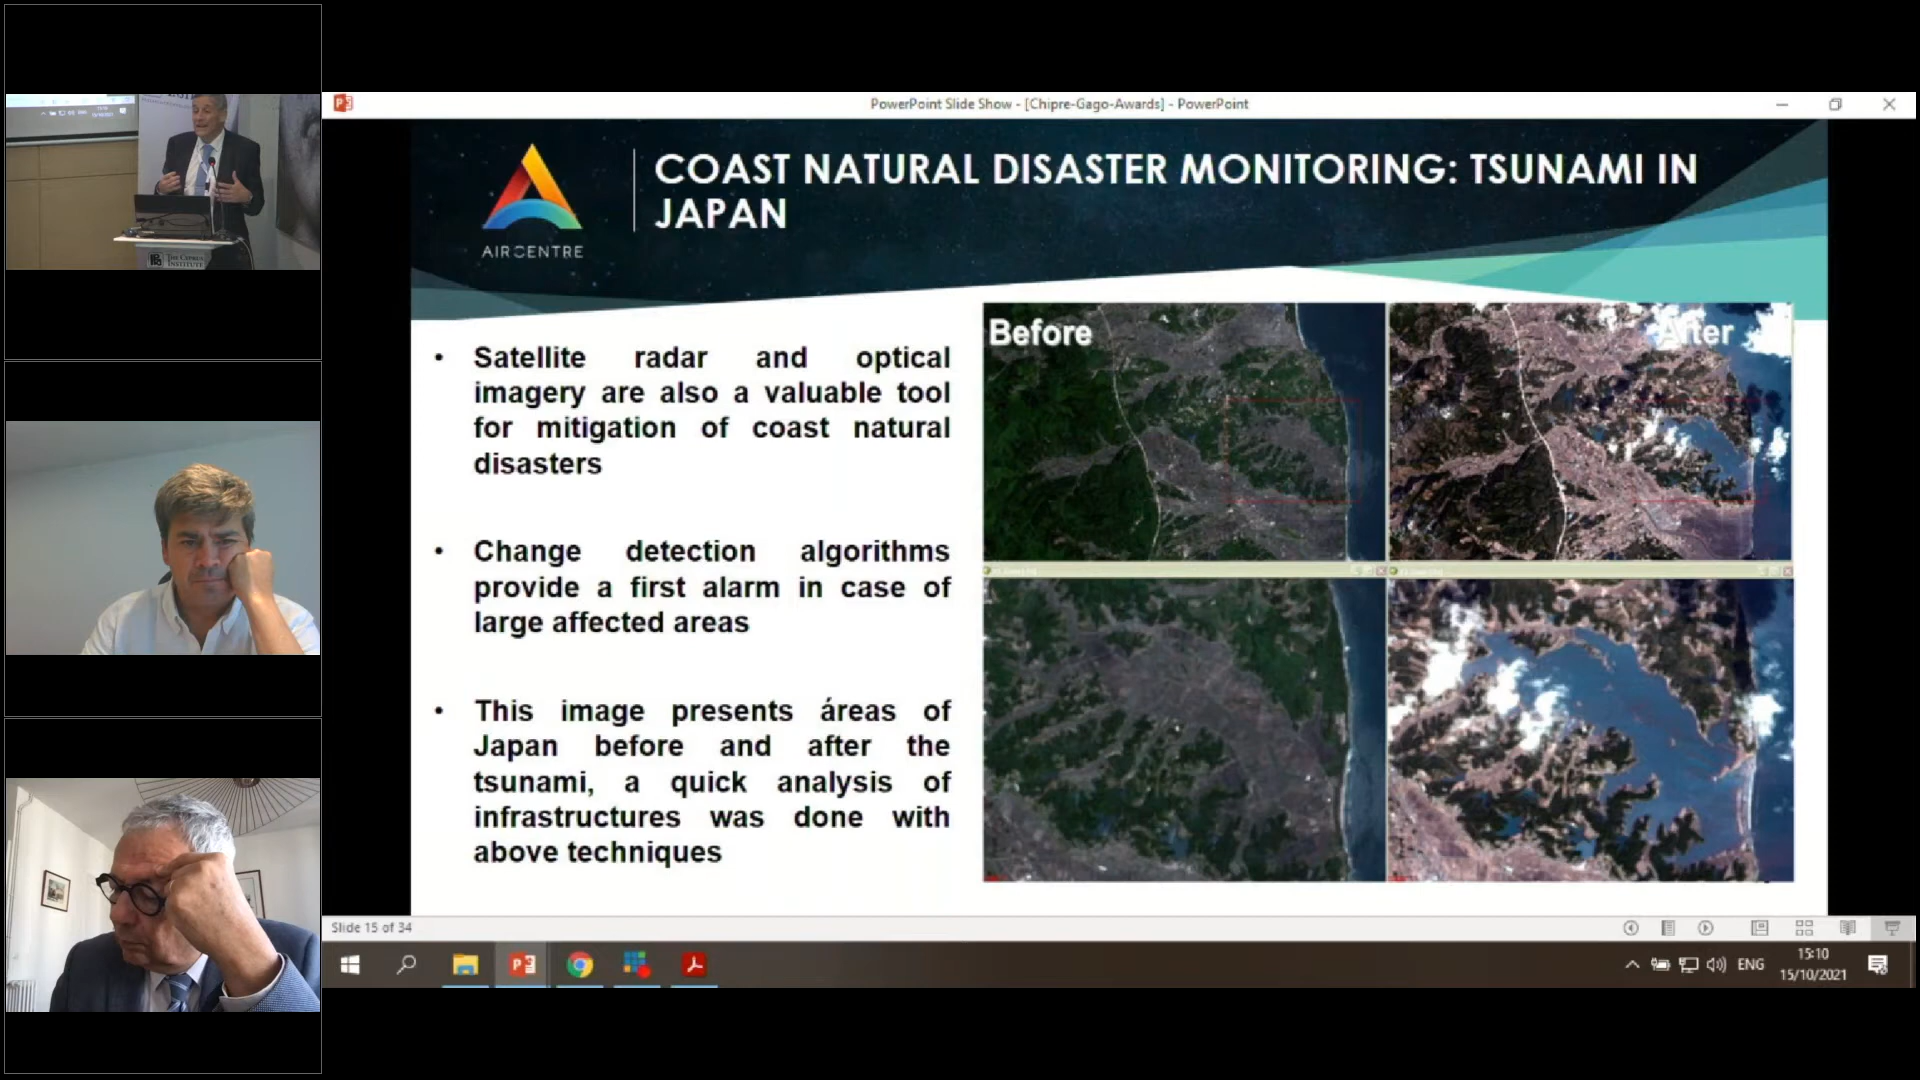 PowerPoint Slide Show - [Chipre-Gago-Awards] - PowerPoint
AIRCENTRE
COAST NATURAL DISASTER MONITORING: TSUNAMI IN
JAPAN
• Satellite radar and optical
imagery are also a valuable tool
for mitigation of coast natural
disasters
• Change detection algorithms
provide a first alarm in case of
large affected areas
• This image presents áreas of
Japan before and after the
tsunami, a quick analysis of
infrastructures was done with
above techniques
Before
After
Slide 15 of 34
ENG
15:10
15/10/2021
THE CYPRUS
INSTITUTE